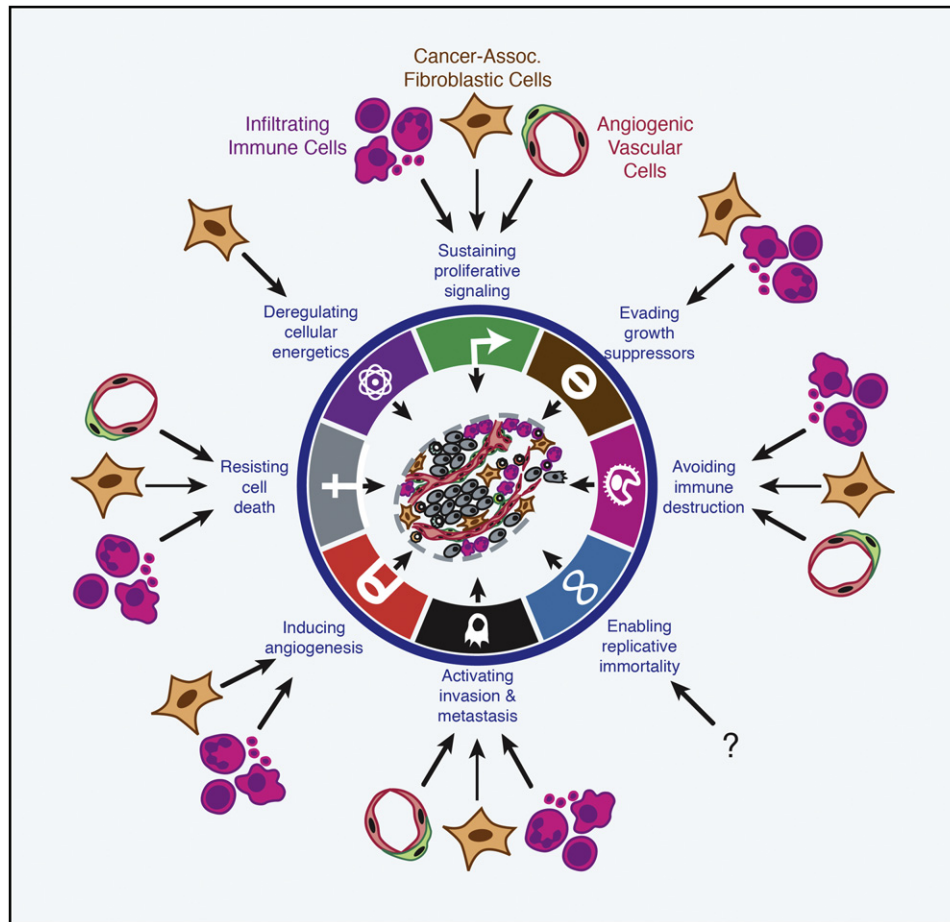 Cancer-Assoc.
Fibroblastic Cells
Infiltrating
Immune Cells
Angiogenic
Vascular
Cells
Sustaining
proliferative
signaling
Deregulating
cellular
energetics
Evading
growth
suppressors
Resisting
cell
death
Avoiding
immune
destruction
Inducing
angiogenesis
Enabling
replicative
immortality
Activating
invasion &
metastasis
?